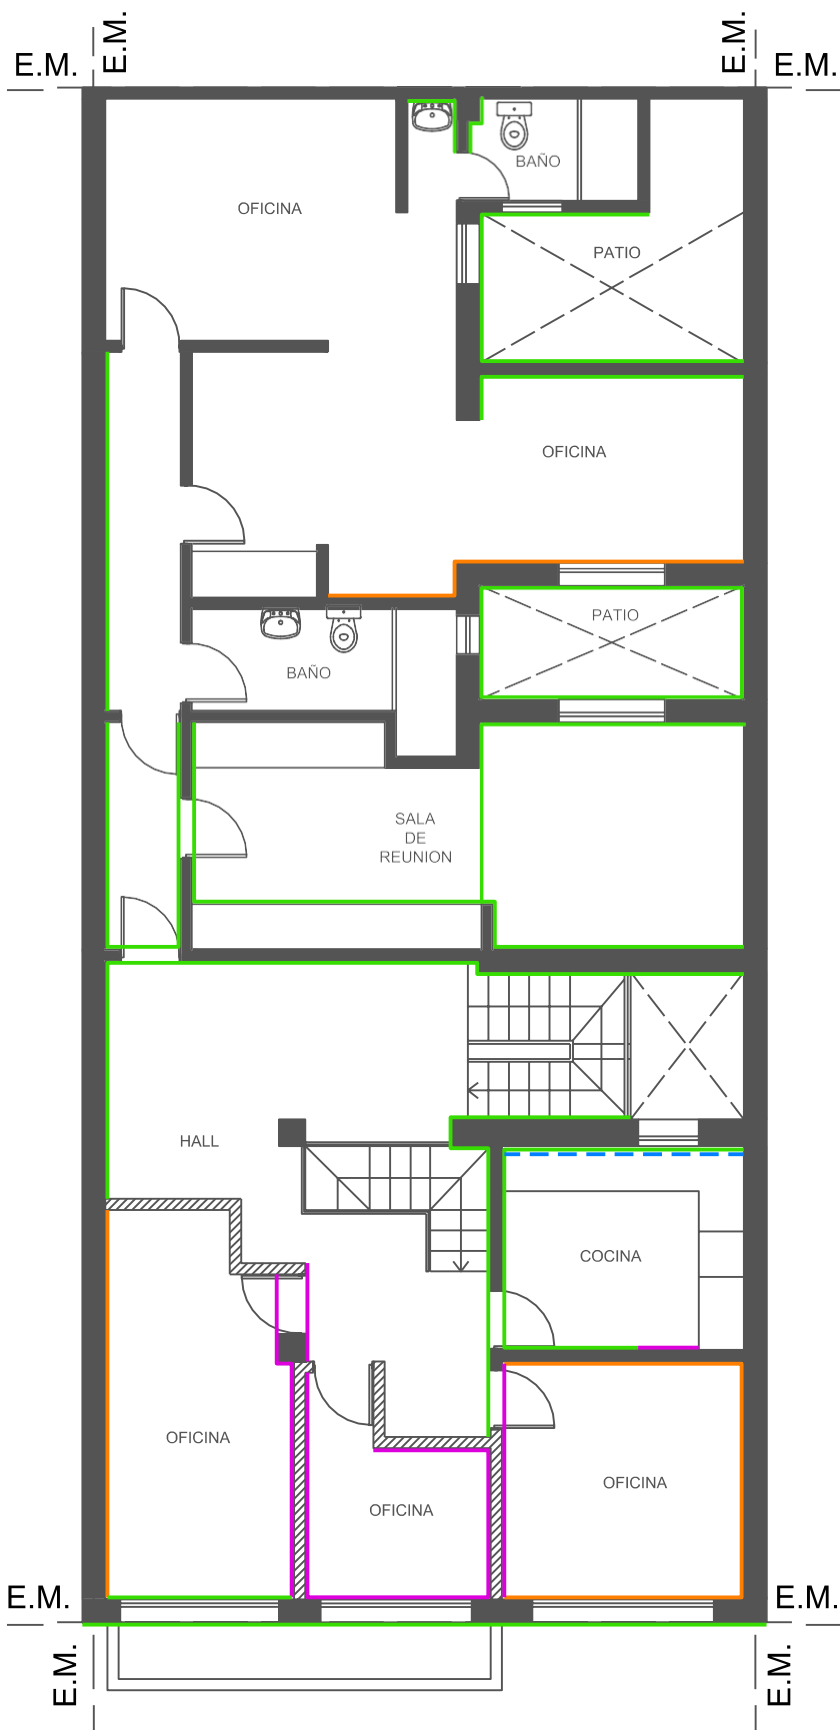 E.M.
E.M.
E.M.
E.M.
BAÑO
OFICINA
PATIO
OFICINA
PATIO
BAÑO
SALA
DE
REUNION
HALL
COCINA
OFICINA
OFICINA
OFICINA
E.M.
E.M.
E.M.
E.M.